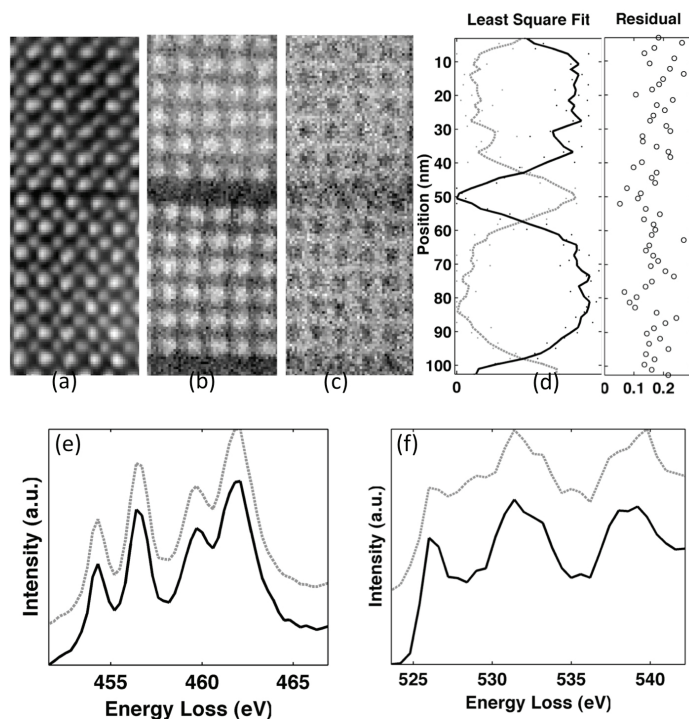 Least Square Fit Residual
10
20
30
40
50
60
70
80
90
100
Position (nm)
0
0 0.1 0.2
(a) (b) (c) (d)
(e)
Intensity (a.u.)
455 460 465
Energy Loss (eV)
(f)
Intensity (a.u.)
525 530 535 540
Energy Loss (eV)